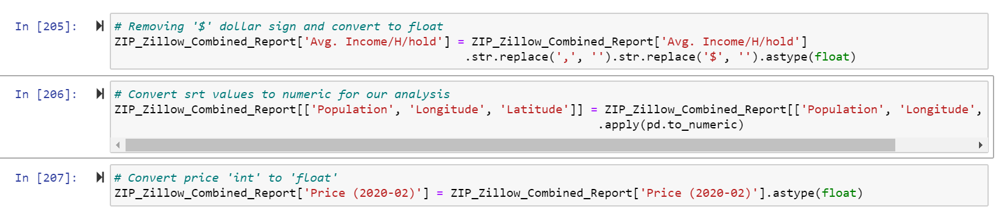 In [205]:
# Removing '$' dollar sign and convert to float
ZIP_Zillow_Combined_Report['Avg. Income/H/hold'] = ZIP_Zillow_Combined_Report['Avg. Income/H/hold']
.str.replace(',', '').str.replace('$', '').astype(float)
In [206]:
# Convert srt values to numeric for our analysis
ZIP_Zillow_Combined_Report[['Population', 'Longitude', 'Latitude']] = ZIP_Zillow_Combined_Report[['Population', 'Longitude',
.apply(pd.to_numeric)
In [207]:
# Convert price 'int' to 'float'
ZIP_Zillow_Combined_Report['Price (2020-02)'] = ZIP_Zillow_Combined_Report['Price (2020-02)'].astype(float)